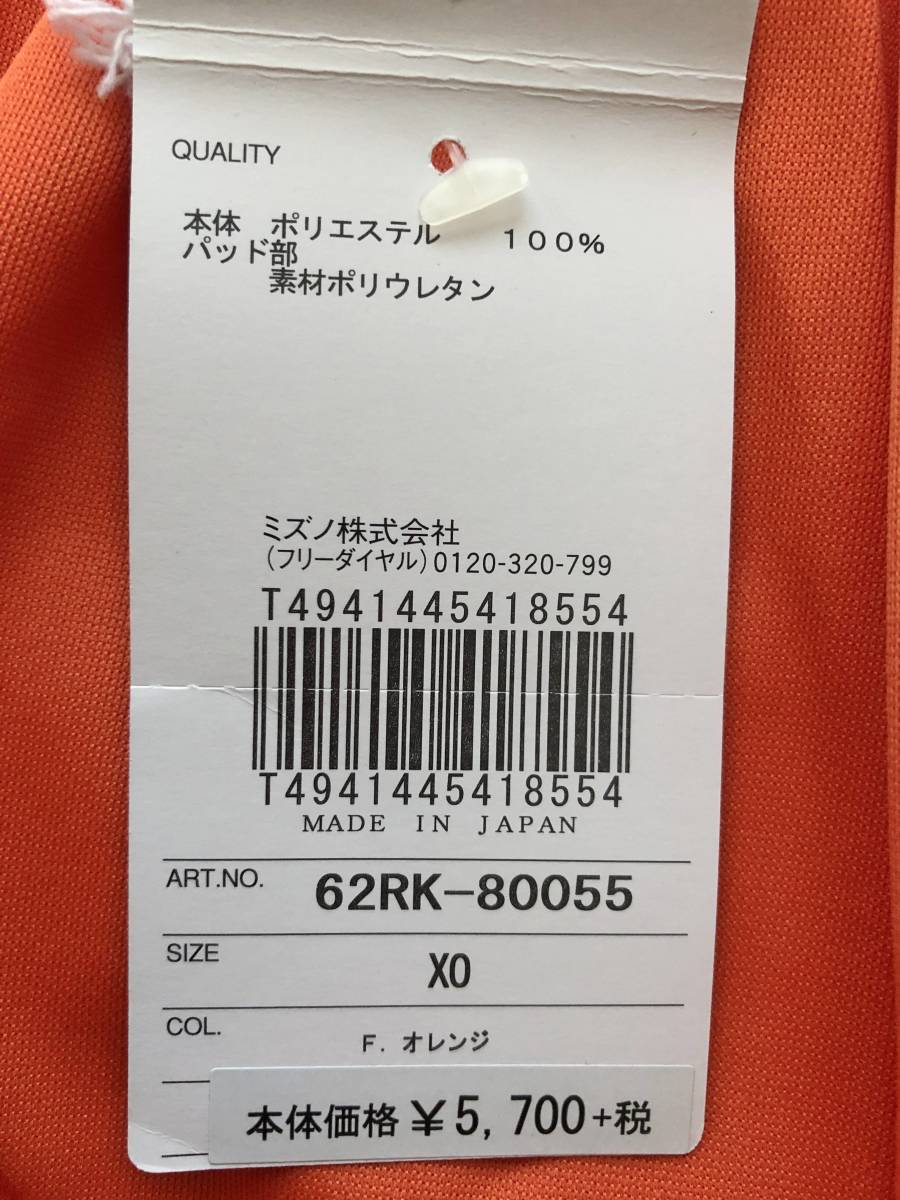 QUALITY
本体 ポリエステル 100%
パッド部
素材ポリウレタン
ミズノ株式会社
(フリーダイヤル)0120-320-799
T4941445418554
T4941445418554
MADE IN JAPAN
ART.NO. 62RK-80055
SIZE XO
COL. F. オレンジ
本体価格¥5,700+税